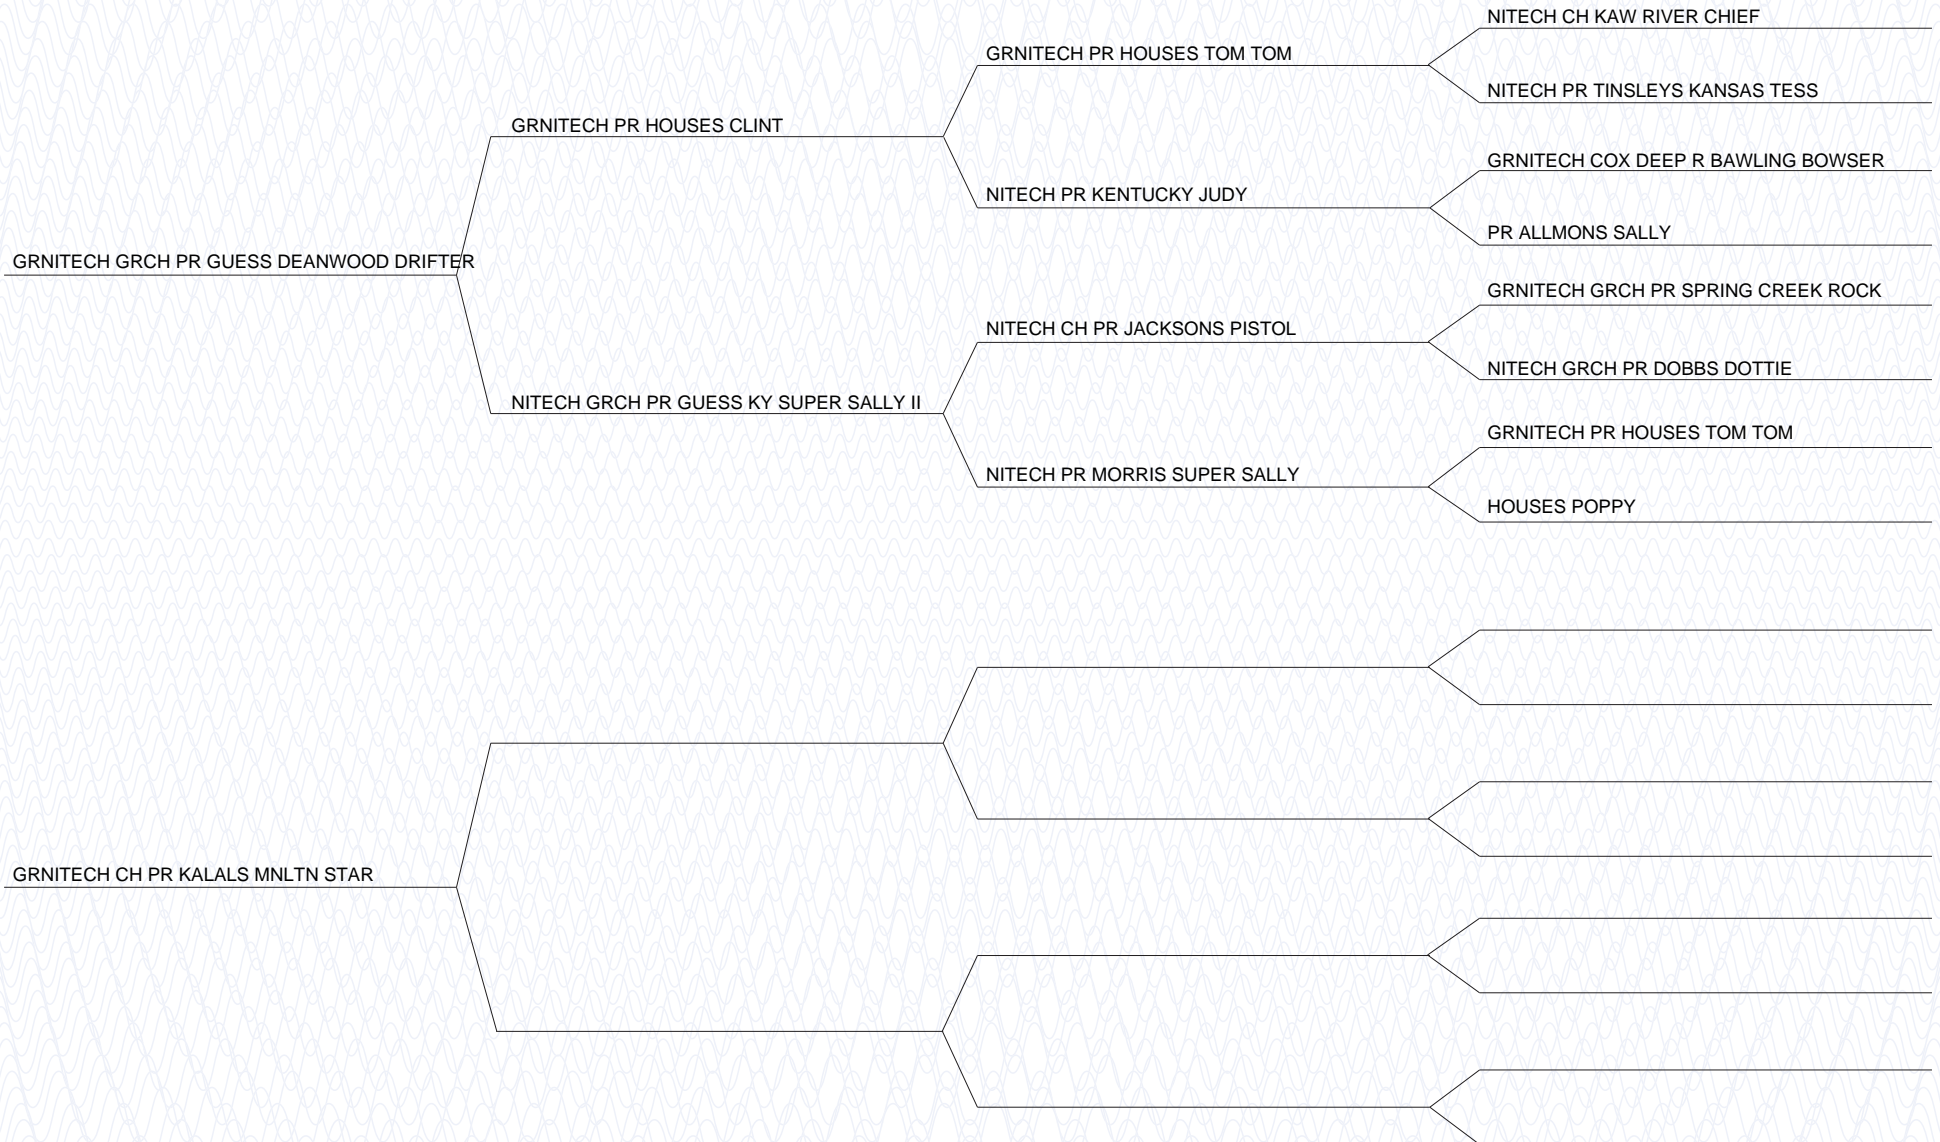 NITECH CH KAW RIVER CHIEF
GRNITECH PR HOUSES TOM TOM
NITECH PR TINSLEYS KANSAS TESS
GRNITECH PR HOUSES CLINT
GRNITECH COX DEEP R BAWLING BOWSER
NITECH PR KENTUCKY JUDY
PR ALLMONS SALLY
GRNITECH GRCH PR GUESS DEANWOOD DRIFTER
GRNITECH GRCH PR SPRING CREEK ROCK
NITECH CH PR JACKSONS PISTOL
NITECH GRCH PR DOBBS DOTTIE
NITECH GRCH PR GUESS KY SUPER SALLY II
GRNITECH PR HOUSES TOM TOM
NITECH PR MORRIS SUPER SALLY
HOUSES POPPY
GRNITECH CH PR KALALS MNLTN STAR